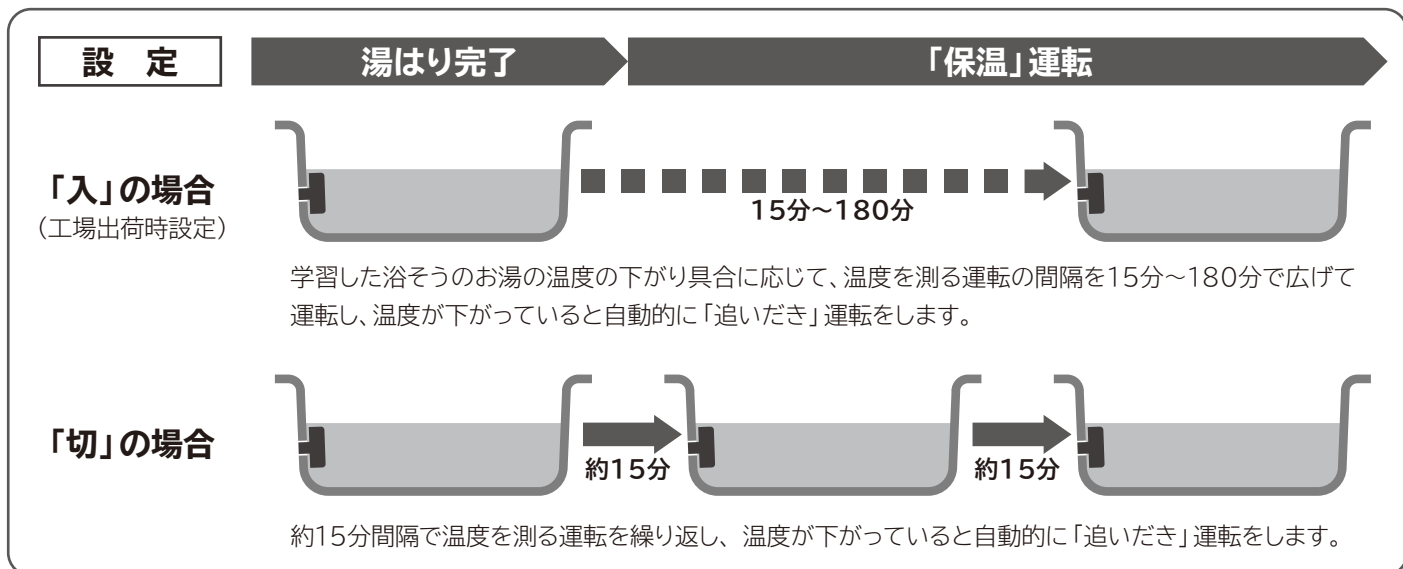 設 定
湯はり完了
「保温」運転
「入」の場合
（工場出荷時設定）
15分～180分
学習した浴そうのお湯の温度の下がり具合に応じて、温度を測る運転の間隔を15分～180分で広げて
運転し、温度が下がっていると自動的に「追いだき」運転をします。
「切」の場合
約15分
約15分
約15分間隔で温度を測る運転を繰り返し、温度が下がっていると自動的に「追いだき」運転をします。